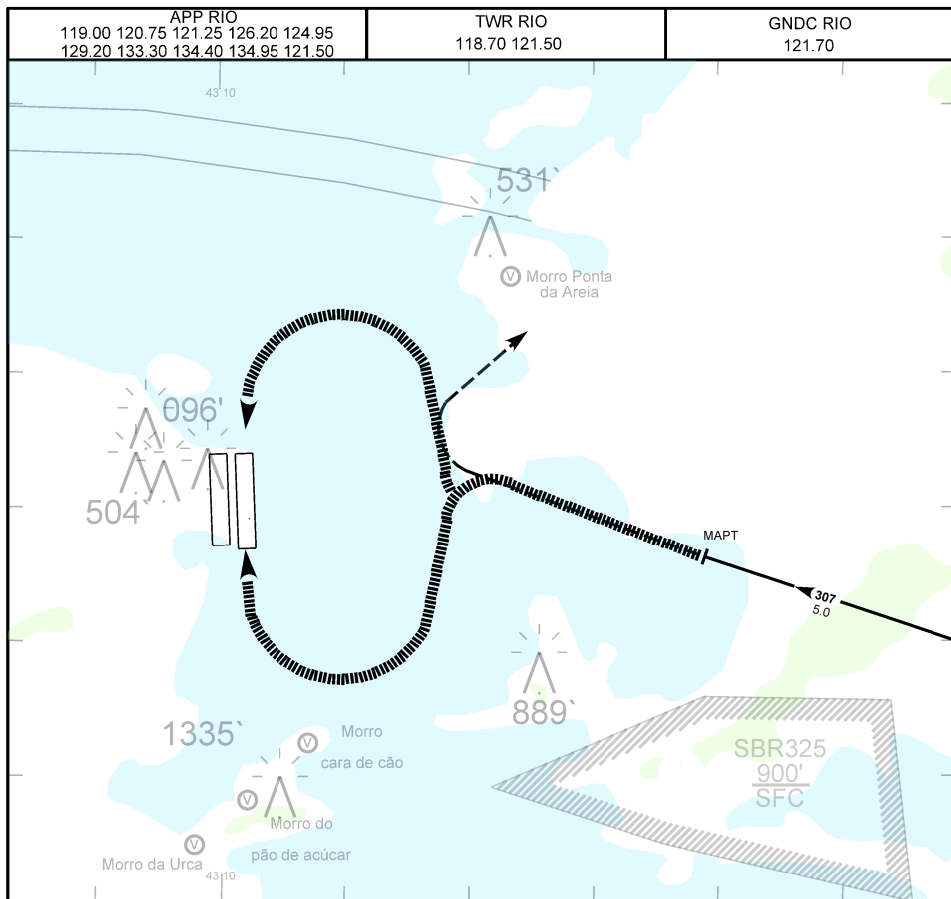 APP RIO
119.00 120.75 121.25 126.20 124.95
129.20 133.30 134.40 134.95 121.50
TWR RIO
118.70 121.50
GNDC RIO
121.70
43 10
531`
V
Morro Ponta
da Areia
096'
504
MAPT
307
5.0
889'
1335`
V
Morro
cara de cão
V
Morro do
pão de acúcar
V
Morro da Urca
SBR325
900'
SFC
43 10